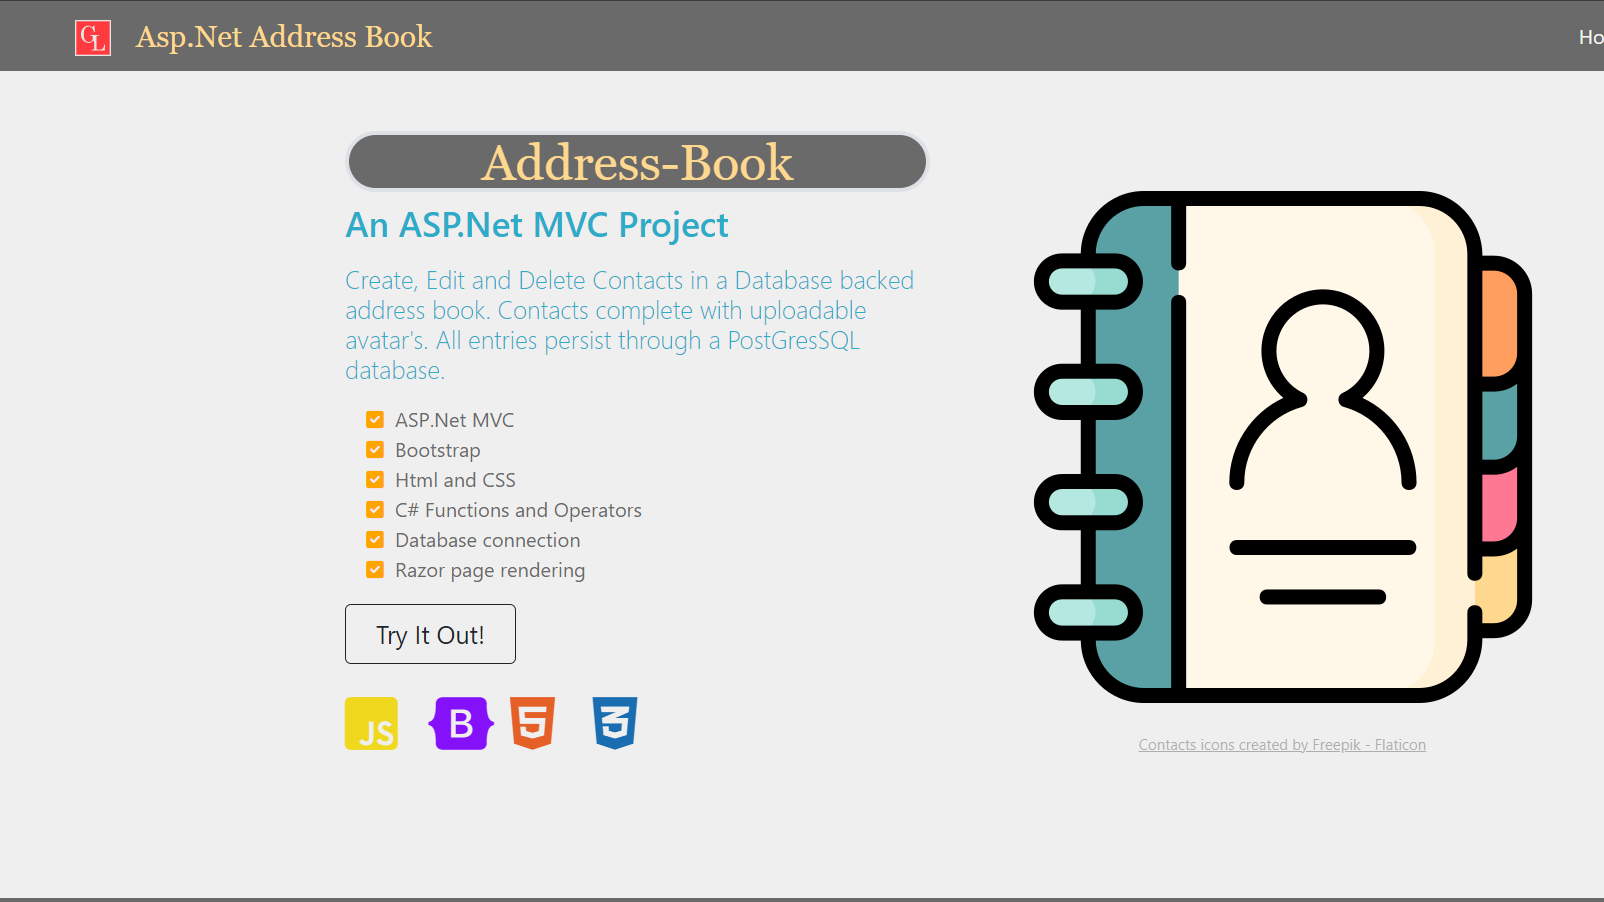 GL
Asp.Net Address Book
Ho
Address-Book
An ASP.Net MVC Project
Create, Edit and Delete Contacts in a Database backed
address book. Contacts complete with uploadable
avatar's. All entries persist through a PostGresSQL
database.
ASP.Net MVC
Bootstrap
Html and CSS
C# Functions and Operators
Database connection
Razor page rendering
Try It Out!
JS
B
5
3
Contacts icons created by Freepik - Flaticon